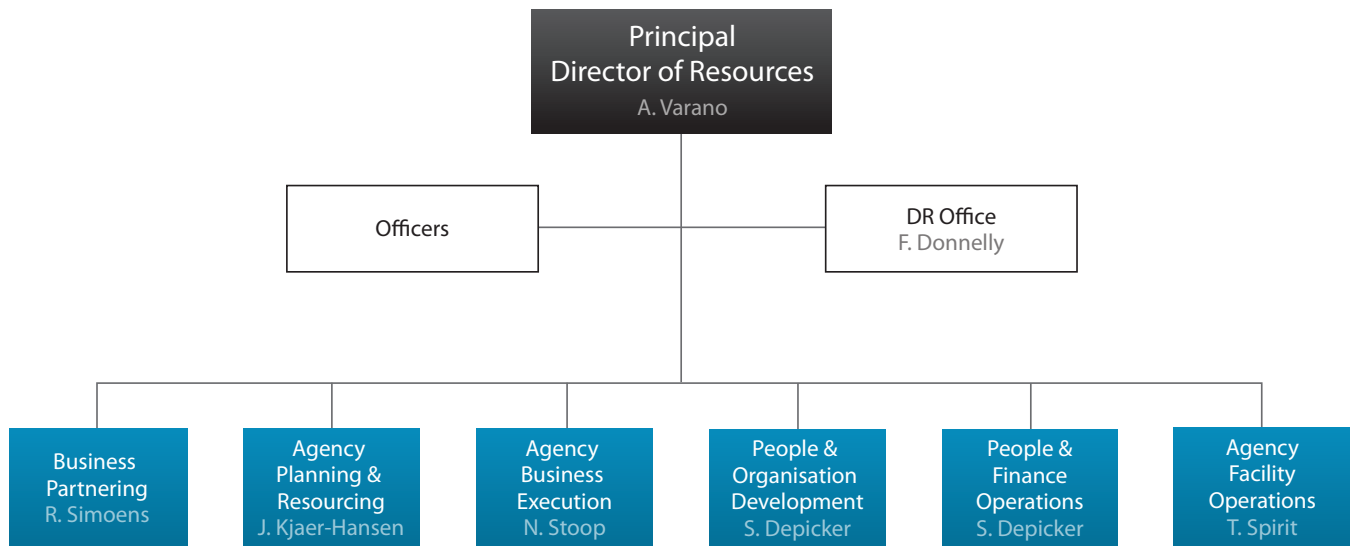 Principal
Director of Resources
A. Varano
Officers
DR Office
F. Donnelly
Business
Partnering
R. Simoens
Agency
Planning &
Resourcing
J. Kjaer-Hansen
Agency
Business
Execution
N. Stoop
People &
Organisation
Development
S. Depicker
People &
Finance
Operations
S. Depicker
Agency
Facility
Operations
T. Spirit